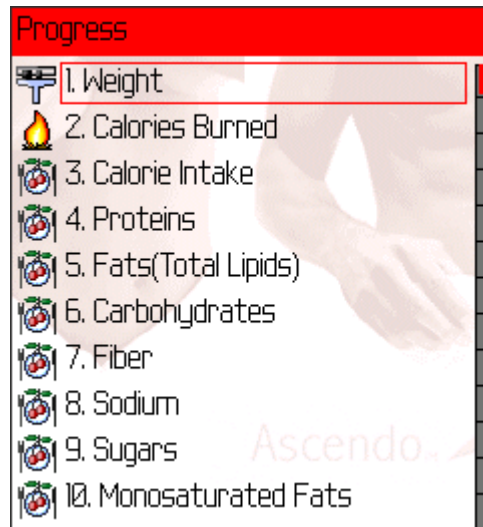 Progress
1. Weight
2. Calories Burned
3. Calorie Intake
4. Proteins
5. Fats(Total Lipids)
6. Carbohydrates
7. Fiber
8. Sodium
9. Sugars
Ascendo
10. Monosaturated Fats